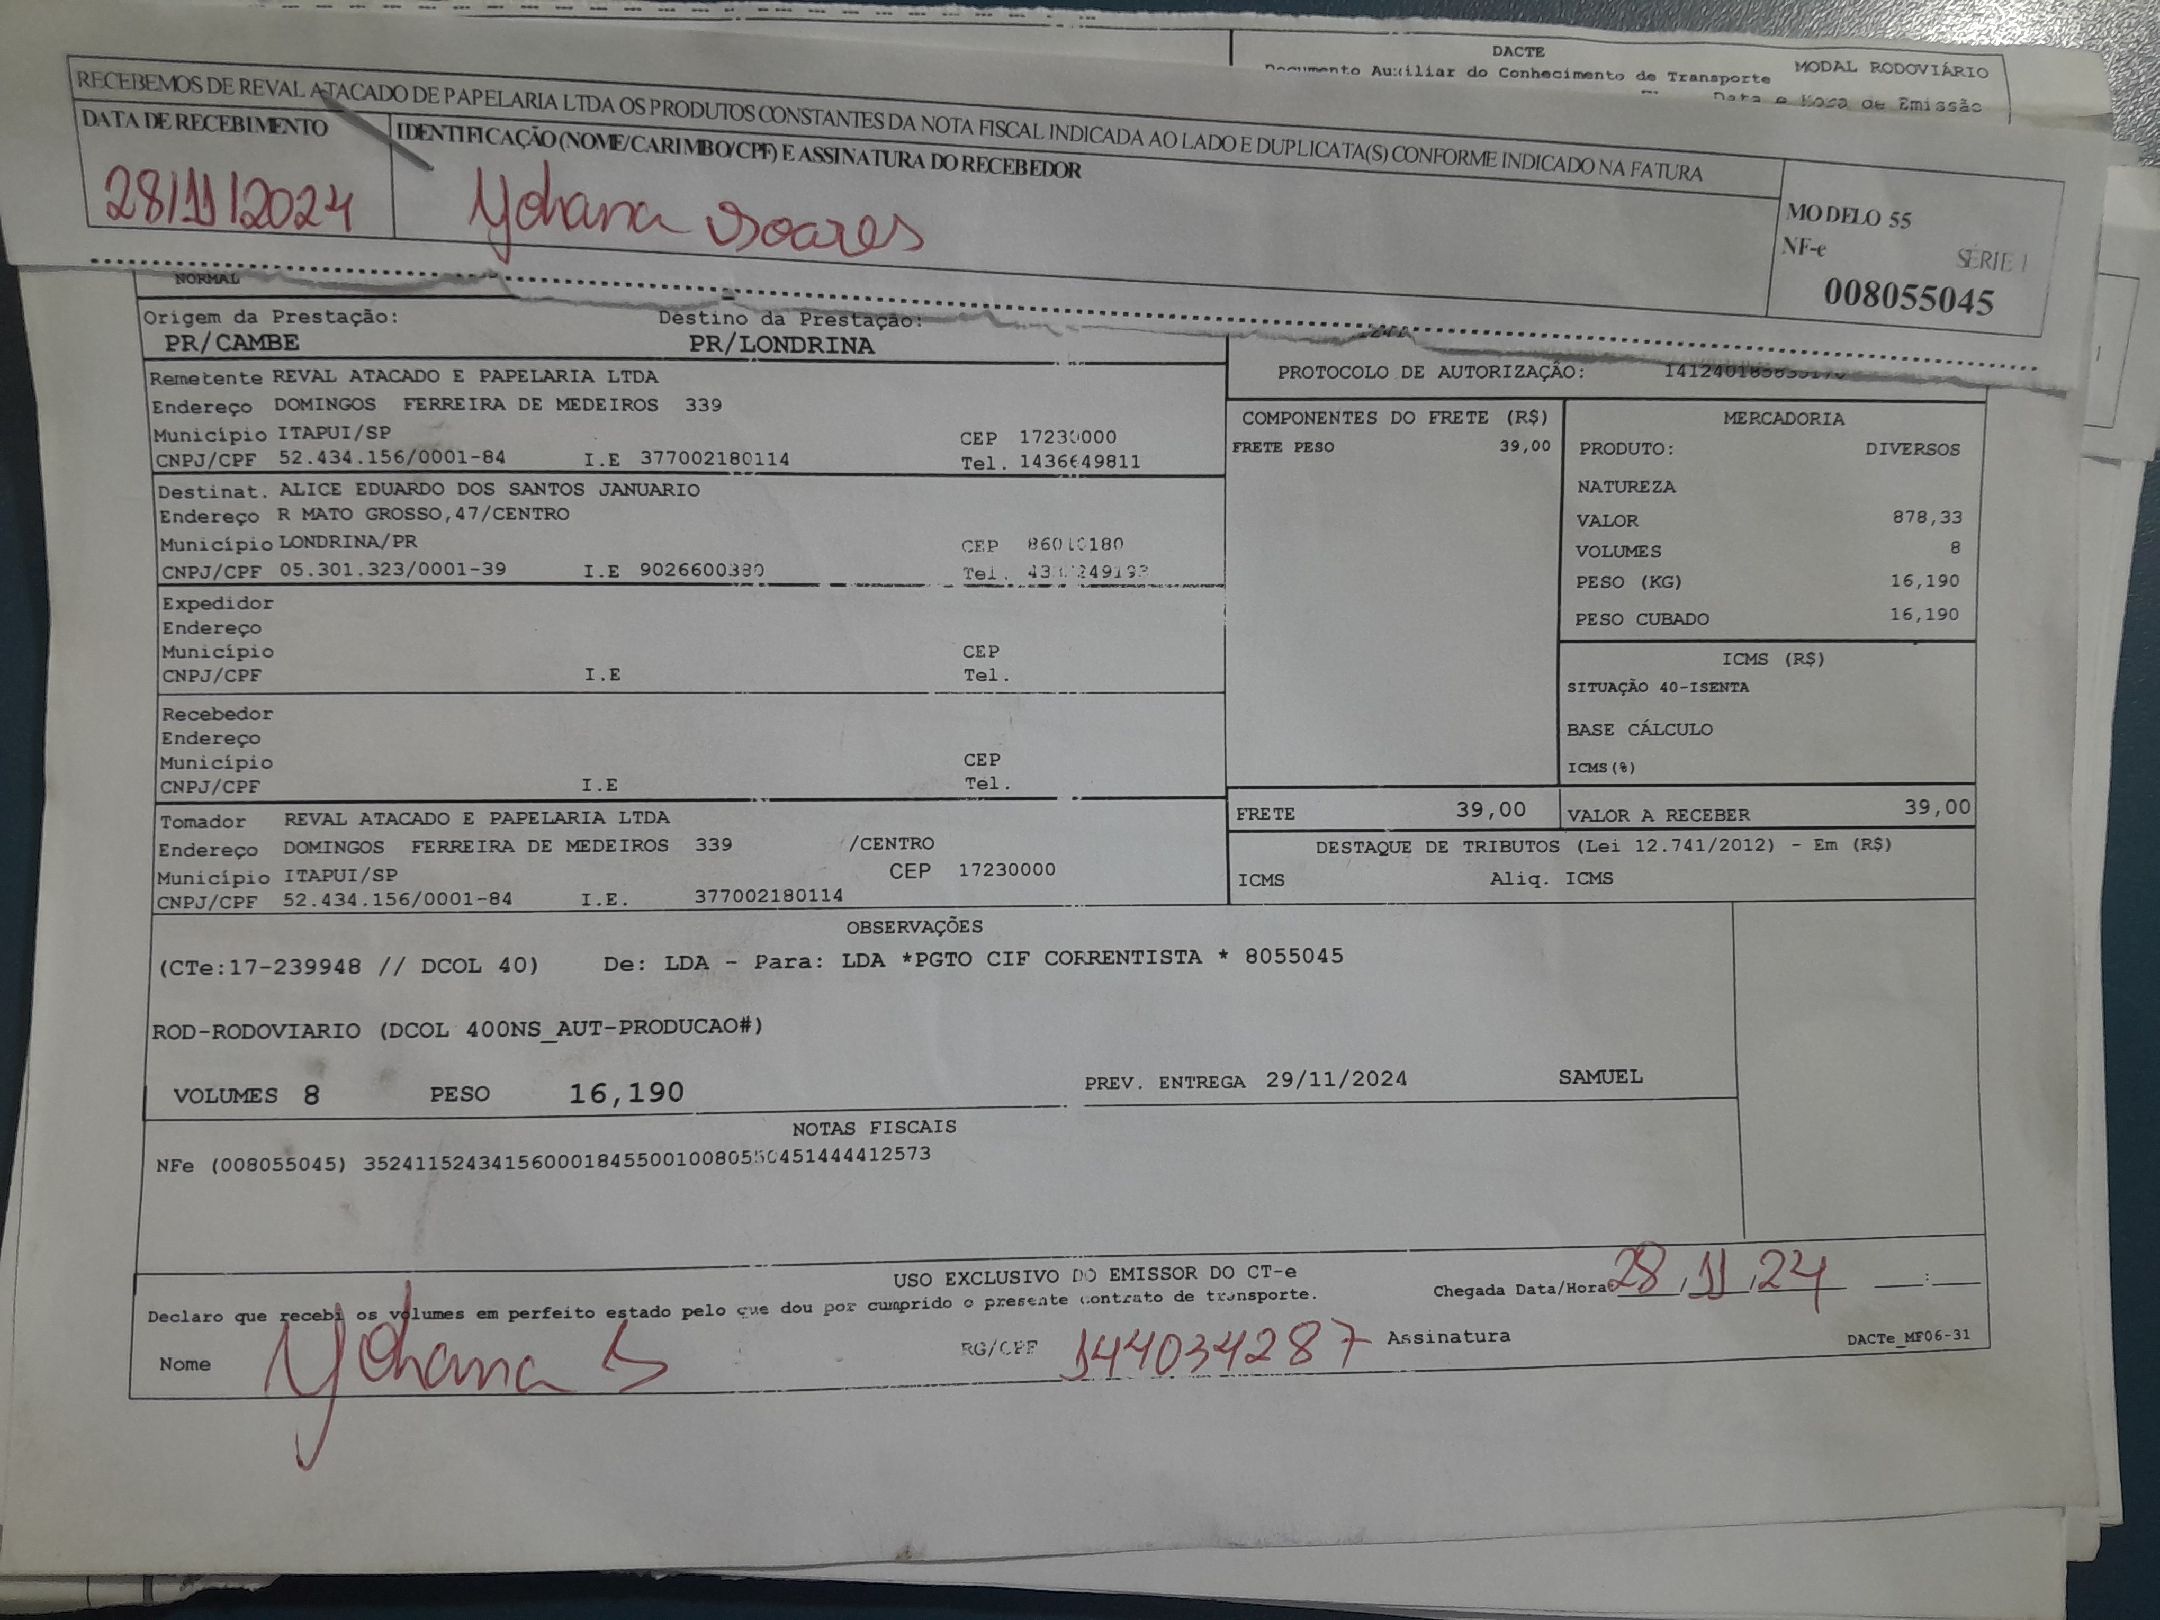 DACTE
Documento Auxiliar do Conhecimento de Transporte
MODAL RODOVIÁRIO
Data e Hora de Emissão
RECEBEMOS DE REVAL ATACADO DE PAPELARIA LTDA OS PRODUTOS CONSTANTES DA NOTA FISCAL INDICADA AO LADO E DUPLICATA(S) CONFORME INDICADO NA FATURA
DATA DE RECEBIMENTO
IDENTIFICAÇÃO (NOME/CARIMBO/CPF) E ASSINATURA DO RECEBEDOR
28/11/2024
Yohana Soares
MODELO 55
NF-e SÉRIE 1
008055045
NORMAL
Origem da Prestação: Destino da Prestação:
PR/CAMBE PR/LONDRINA
PROTOCOLO DE AUTORIZAÇÃO:
Remetente REVAL ATACADO E PAPELARIA LTDA
Endereço DOMINGOS FERREIRA DE MEDEIROS 339
Município ITAPUI/SP CEP 17230000
CNPJ/CPF 52.434.156/0001-84 I.E 377002180114 Tel. 1436649811
Destinat. ALICE EDUARDO DOS SANTOS JANUARIO
Endereço R MATO GROSSO,47/CENTRO
Município LONDRINA/PR CEP 86010180
CNPJ/CPF 05.301.323/0001-39 I.E 9026600380 Tel.
Expedidor
Endereço
Município CEP
CNPJ/CPF I.E Tel.
Recebedor
Endereço
Município CEP
CNPJ/CPF I.E Tel.
Tomador REVAL ATACADO E PAPELARIA LTDA
Endereço DOMINGOS FERREIRA DE MEDEIROS 339 /CENTRO
Município ITAPUI/SP CEP 17230000
CNPJ/CPF 52.434.156/0001-84 I.E. 377002180114
COMPONENTES DO FRETE (R$)
FRETE PESO 39,00
MERCADORIA
PRODUTO: DIVERSOS
NATUREZA
VALOR 878,33
VOLUMES 8
PESO (KG) 16,190
PESO CUBADO 16,190
ICMS (R$)
SITUAÇÃO 40-ISENTA
BASE CÁLCULO
ICMS(%)
FRETE 39,00 VALOR A RECEBER 39,00
DESTAQUE DE TRIBUTOS (Lei 12.741/2012) - Em (R$)
ICMS Aliq. ICMS
OBSERVAÇÕES
(CTe:17-239948 // DCOL 40) De: LDA - Para: LDA *PGTO CIF CORRENTISTA * 8055045
ROD-RODOVIARIO (DCOL 400NS_AUT-PRODUCAO#)
VOLUMES 8 PESO 16,190 PREV. ENTREGA 29/11/2024 SAMUEL
NOTAS FISCAIS
NFe (008055045) 35241152434156000184550010080550451444412573
USO EXCLUSIVO DO EMISSOR DO CT-e
Declaro que recebi os volumes em perfeito estado pelo que dou por cumprido o presente contrato de transporte.
Chegada Data/Hora 28/11/24 __:__
Nome Yohana S RG/CPF 144034287 Assinatura
DACTe_MF06-31